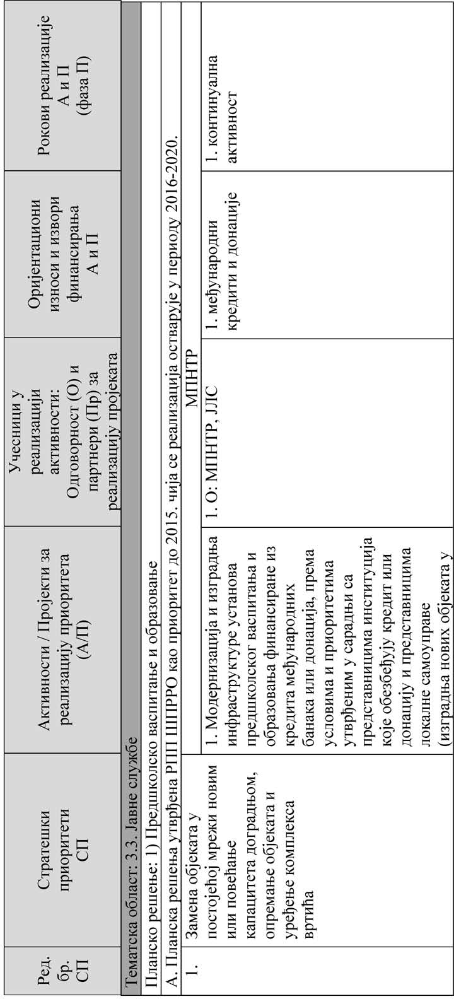 Ред.
бр.
СП
Стратешки
приоритети
СП
Активности / Пројекти за
реализацију приоритета
(А/П)
Учесници у
реализацији
активности:
Одговорност (О) и
партнери (Пр) за
реализацију пројеката
Оријентациони
износи и извори
финансирања
А и П
Рокови реализације
А и П
(фаза П)
Тематска област: 3.3. Јавне службе
Планско решење: 1) Предшколско васпитање и образовање
А. Планска решења утврђена РПП ШПРРО као приоритет до 2015. чија се реализација остварује у периоду 2016-2020.
1.
Замена објеката у
постојећој мрежи новим
или повећање
капацитета доградњом,
опремање објеката и
уређење комплекса
вртића
МПНТР
1. Модернизација и изградња
инфраструктуре установа
предшколског васпитања и
образовања финансиране из
кредита међународних
банака или донација, према
условима и приоритетима
утврђеним у сарадњи са
представницима институција
које обезбеђују кредит или
донацију и представницима
локалне самоуправе
(изградња нових објеката у
1. О: МПНТР, ЈЛС
1. међународни
кредити и донације
1. континуална
активност